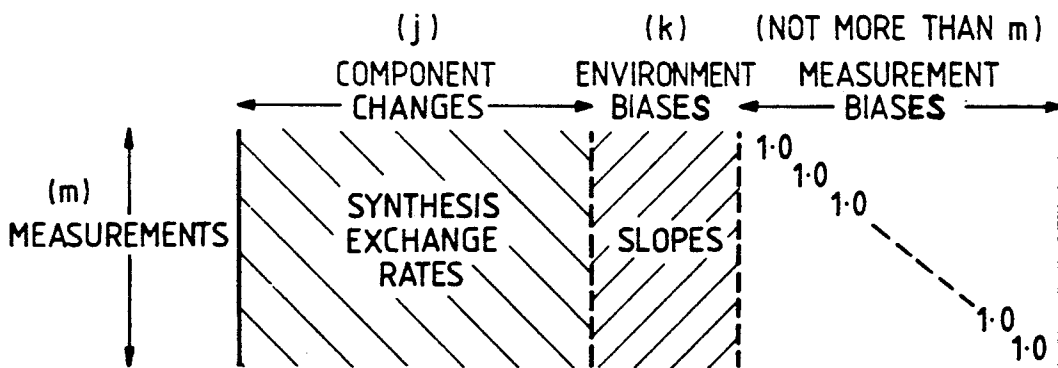 (j)
(k)
(NOT MORE THAN m)
COMPONENT
CHANGES
ENVIRONMENT
BIASES
MEASUREMENT
BIASES
(m)
MEASUREMENTS
SYNTHESIS
EXCHANGE
RATES
SLOPES
1·0
1·0
1·0
1·0
1·0